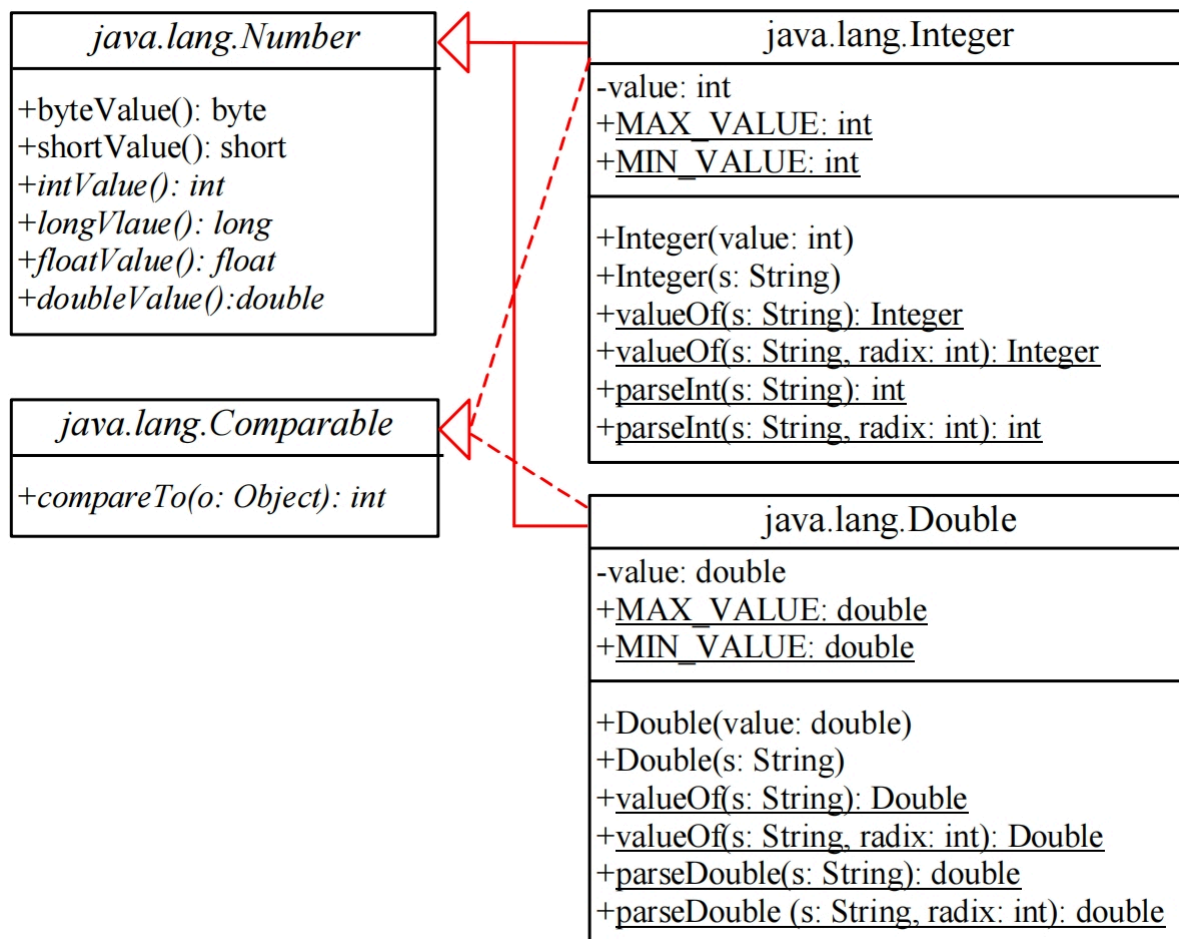 java.lang.Number
+byteValue(): byte
+shortValue(): short
+intValue(): int
+longVlaue(): long
+floatValue(): float
+doubleValue():double
java.lang.Comparable
+compareTo(o: Object): int
java.lang.Integer
-value: int
+MAX_VALUE: int
+MIN_VALUE: int
+Integer(value: int)
+Integer(s: String)
+valueOf(s: String): Integer
+valueOf(s: String, radix: int): Integer
+parseInt(s: String): int
+parseInt(s: String, radix: int): int
java.lang.Double
-value: double
+MAX_VALUE: double
+MIN_VALUE: double
+Double(value: double)
+Double(s: String)
+valueOf(s: String): Double
+valueOf(s: String, radix: int): Double
+parseDouble(s: String): double
+parseDouble (s: String, radix: int): double